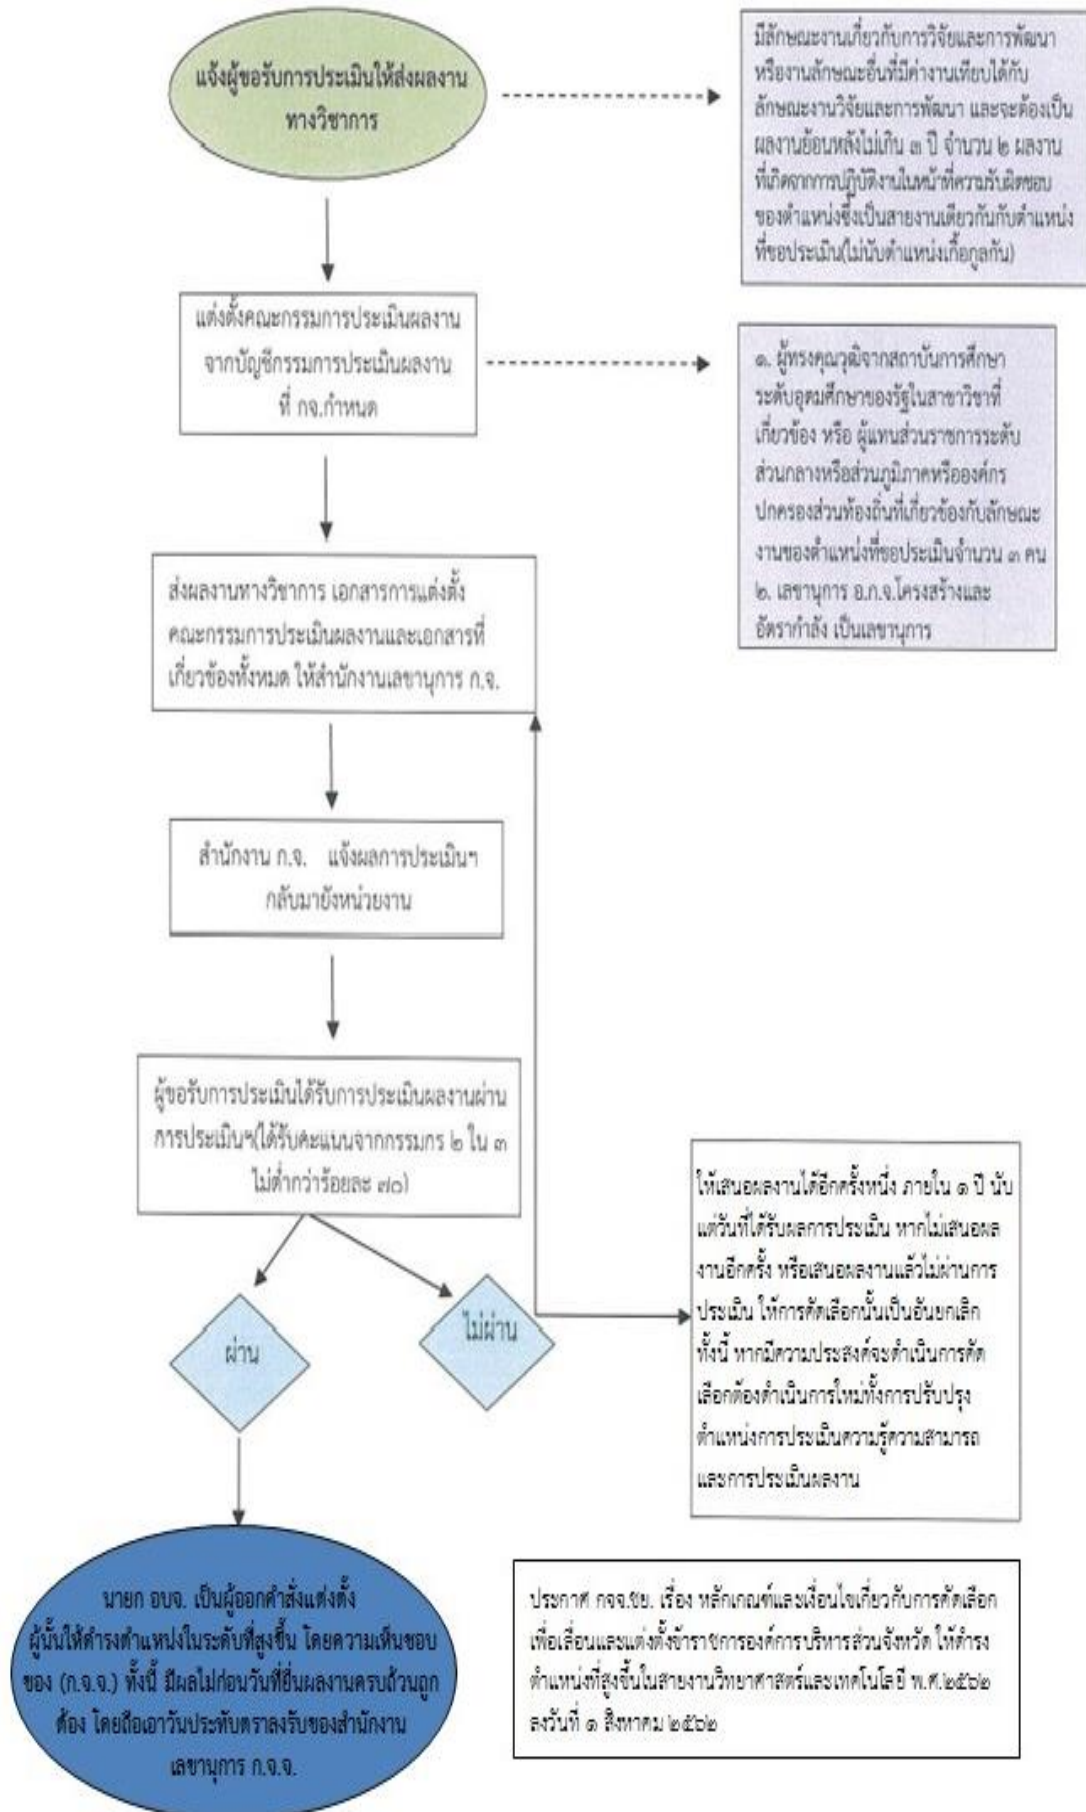 แจ้งผู้ขอรับการประเมินให้ส่งผลงาน
ทางวิชาการ
มีลักษณะงานเกี่ยวกับการวิจัยและการพัฒนา
หรืองานลักษณะอื่นที่มีค่างานเทียบได้กับ
ลักษณะงานวิจัยและการพัฒนา และจะต้องเป็น
ผลงานย้อนหลังไม่เกิน ๓ ปี จำนวน ๒ ผลงาน
ที่เกิดจากการปฏิบัติงานในหน้าที่ความรับผิดชอบ
ของตำแหน่งซึ่งเป็นสายงานเดียวกันกับตำแหน่ง
ที่ขอประเมิน(ไม่นับตำแหน่งเกื้อกูลกัน)
แต่งตั้งคณะกรรมการประเมินผลงาน
จากบัญชีกรรมการประเมินผลงาน
ที่ กจ.กำหนด
๑. ผู้ทรงคุณวุฒิจากสถาบันการศึกษา
ระดับอุดมศึกษาของรัฐในสาขาวิชาที่
เกี่ยวข้อง หรือ ผู้แทนส่วนราชการระดับ
ส่วนกลางหรือส่วนภูมิภาคหรือองค์กร
ปกครองส่วนท้องถิ่นที่เกี่ยวข้องกับลักษณะ
งานของตำแหน่งที่ขอประเมินจำนวน ๓ คน
๒. เลขานุการ อ.ก.จ.โครงสร้างและ
อัตรากำลัง เป็นเลขานุการ
ส่งผลงานทางวิชาการ เอกสารการแต่งตั้ง
คณะกรรมการประเมินผลงานและเอกสารที่
เกี่ยวข้องทั้งหมด ให้สำนักงานเลขานุการ ก.จ.
สำนักงาน ก.จ. แจ้งผลการประเมินฯ
กลับมายังหน่วยงาน
ผู้ขอรับการประเมินได้รับการประเมินผลงานผ่าน
การประเมินฯ(ได้รับคะแนนจากกรรมกร ๒ ใน ๓
ไม่ต่ำกว่าร้อยละ ๗๐)
ผ่าน
ไม่ผ่าน
ให้เสนอผลงานได้อีกครั้งหนึ่ง ภายใน ๑ ปี นับ
แต่วันที่ได้รับผลการประเมิน หากไม่เสนอผล
งานอีกครั้ง หรือเสนอผลงานแล้วไม่ผ่านการ
ประเมิน ให้การคัดเลือกนั้นเป็นอันยกเลิก
ทั้งนี้ หากมีความประสงค์จะดำเนินการคัด
เลือกต้องดำเนินการใหม่ทั้งการปรับปรุง
ตำแหน่งการประเมินความรู้ความสามารถ
และการประเมินผลงาน
นายก อบจ. เป็นผู้ออกคำสั่งแต่งตั้ง
ผู้นั้นให้ดำรงตำแหน่งในระดับที่สูงขึ้น โดยความเห็นชอบ
ของ (ก.จ.จ.) ทั้งนี้ มีผลไม่ก่อนวันที่ยื่นผลงานครบถ้วนถูก
ต้อง โดยถือเอาวันประทับตราลงรับของสำนักงาน
เลขานุการ ก.จ.จ.
ประกาศ กจจ.ชย. เรื่อง หลักเกณฑ์และเงื่อนไขเกี่ยวกับการคัดเลือก
เพื่อเลื่อนและแต่งตั้งข้าราชการองค์การบริหารส่วนจังหวัด ให้ดำรง
ตำแหน่งที่สูงขึ้นในสายงานวิทยาศาสตร์และเทคโนโลยี พ.ศ.๒๕๖๒
ลงวันที่ ๑ สิงหาคม ๒๕๖๒